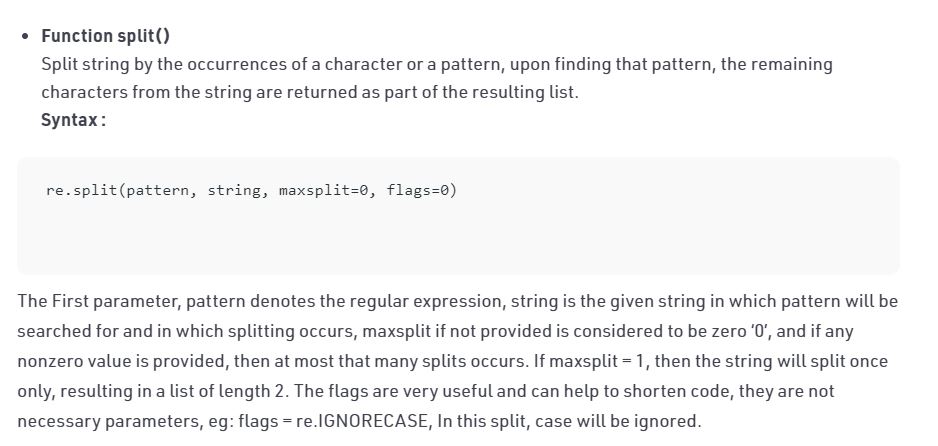 Function split()
Split string by the occurrences of a character or a pattern, upon finding that pattern, the remaining
characters from the string are returned as part of the resulting list.
Syntax :
re.split(pattern, string, maxsplit=0, flags=0)
The First parameter, pattern denotes the regular expression, string is the given string in which pattern will be
searched for and in which splitting occurs, maxsplit if not provided is considered to be zero ‘0’, and if any
nonzero value is provided, then at most that many splits occurs. If maxsplit = 1, then the string will split once
only, resulting in a list of length 2. The flags are very useful and can help to shorten code, they are not
necessary parameters, eg: flags = re.IGNORECASE, In this split, case will be ignored.